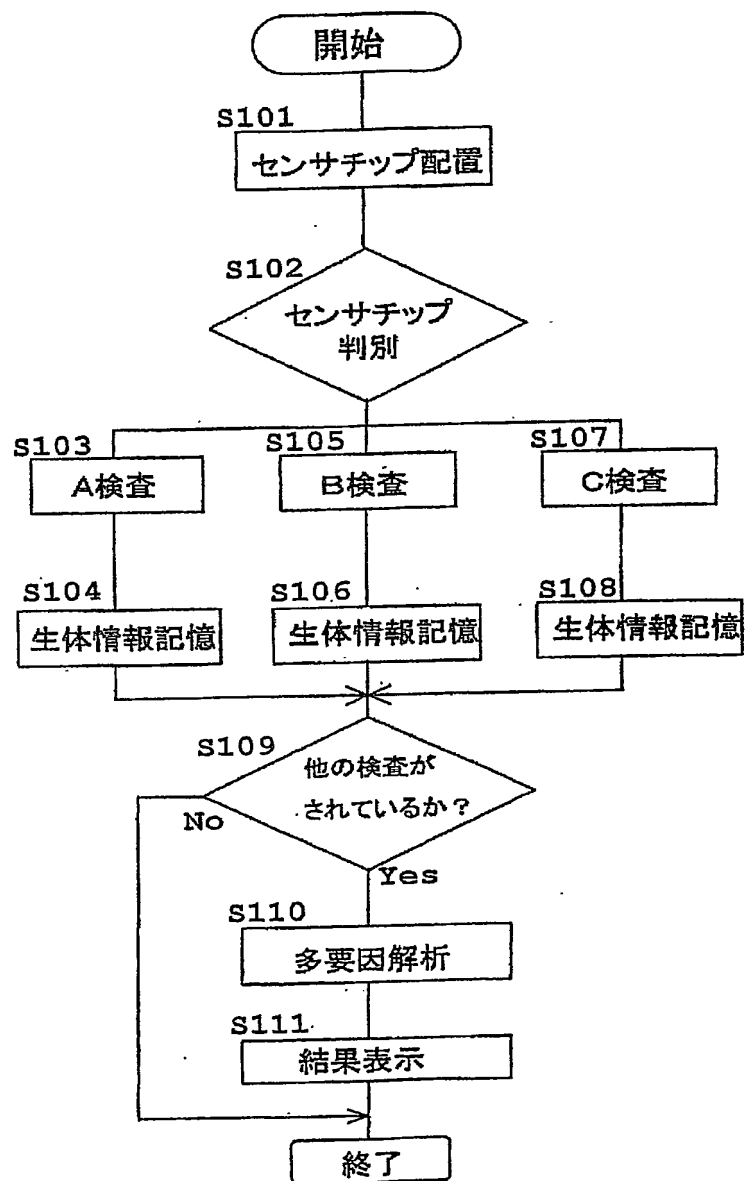 開始
S101
センサチップ配置
S102
センサチップ
判別
S103
A検査
S105
B検査
S107
C検査
S104
生体情報記憶
S106
生体情報記憶
S108
生体情報記憶
S109
他の検査が
されているか?
No
Yes
S110
多要因解析
S111
結果表示
終了